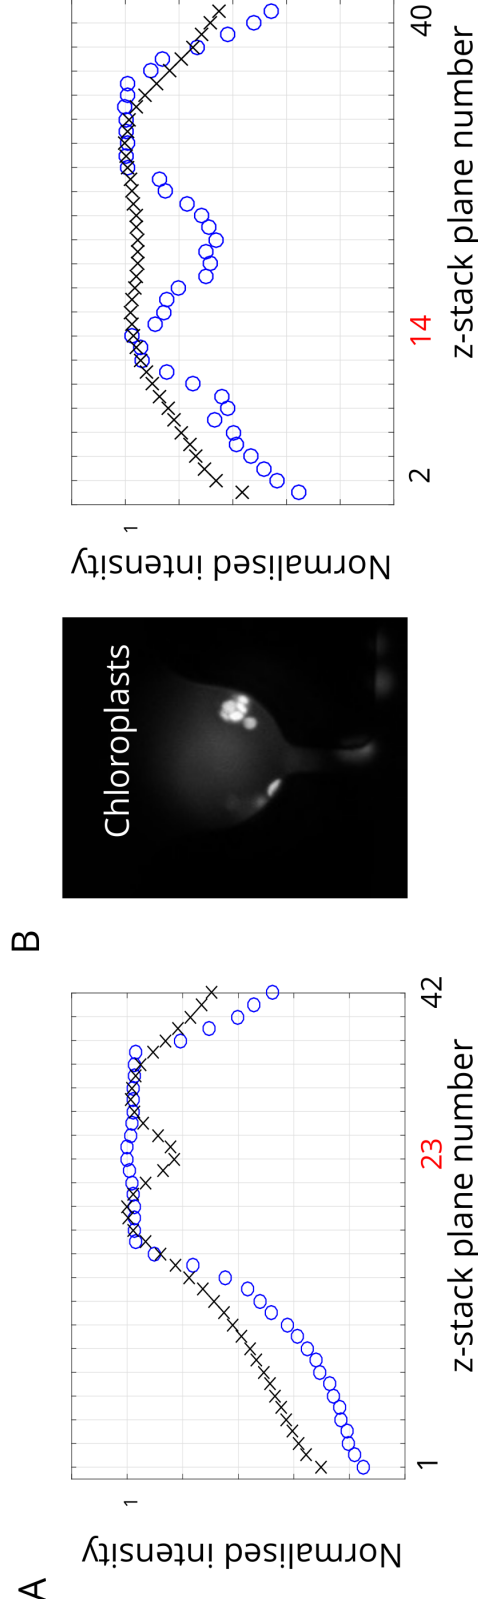 A
Normalised intensity
1
1
23
42
z-stack plane number
B
Chloroplasts
Normalised intensity
1
2
14
40
z-stack plane number